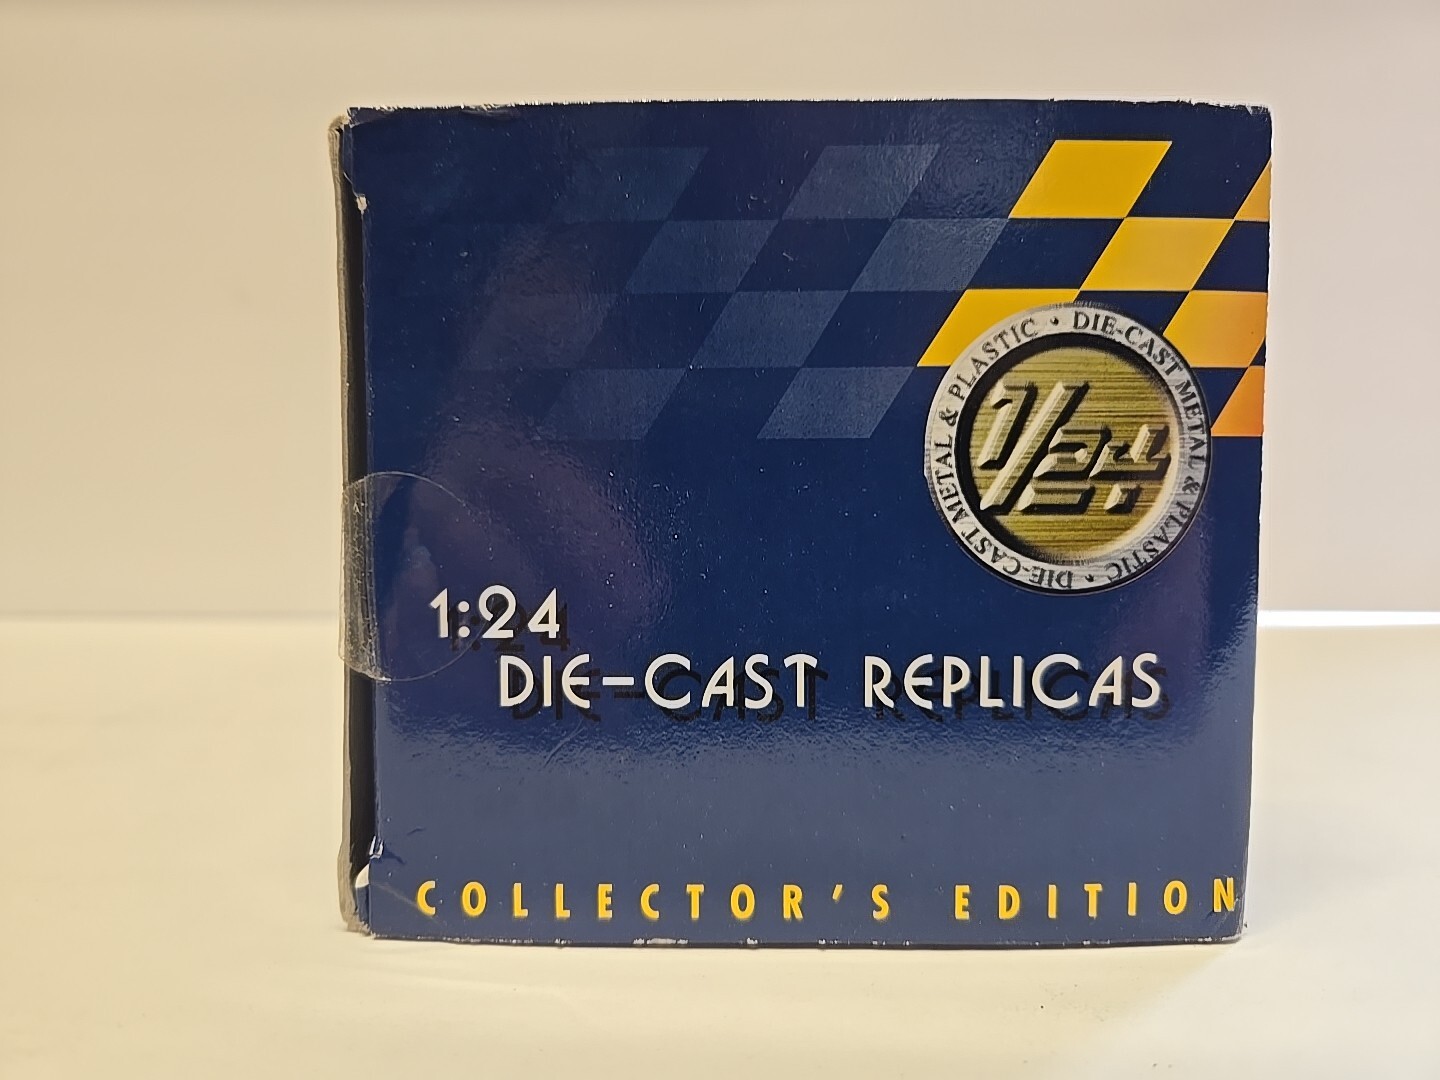 DIE-CAST METAL & PLASTIC • DIE-CAST METAL & PLASTIC •
1/24
1:24
DIE-CAST REPLICAS
COLLECTOR'S EDITION